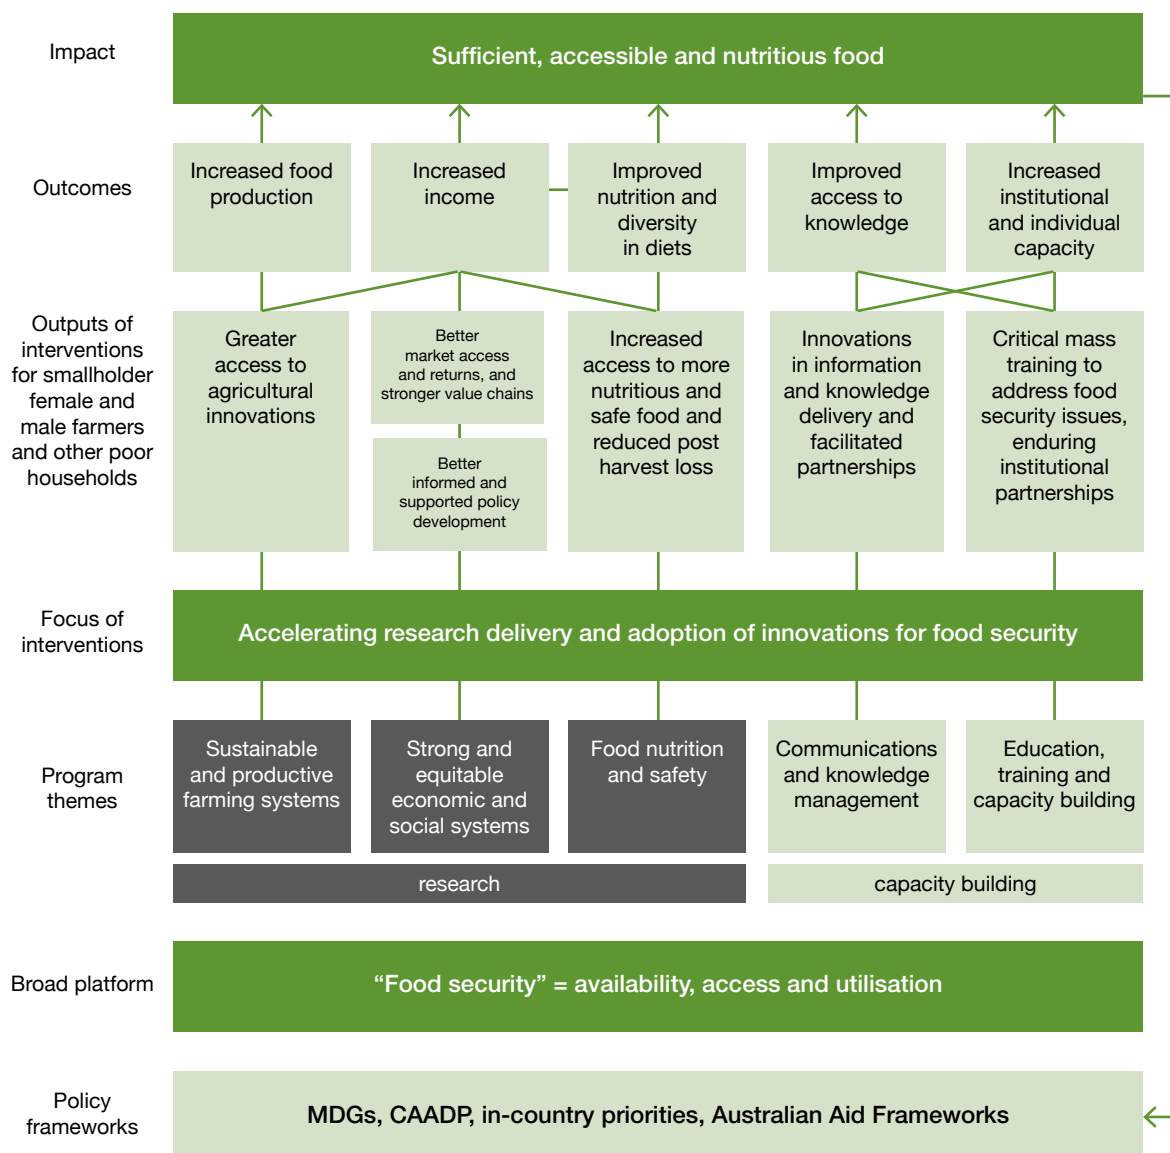 Impact
Sufficient, accessible and nutritious food
Outcomes
Increased food
production
Increased
income
Improved
nutrition and
diversity
in diets
Improved
access to
knowledge
Increased
institutional
and individual
capacity
Outputs of
interventions
for smallholder
female and
male farmers
and other poor
households
Greater
access to
agricultural
innovations
Better
market access
and returns, and
stronger value chains
Better
informed and
supported policy
development
Increased
access to more
nutritious and
safe food and
reduced post
harvest loss
Innovations
in information
and knowledge
delivery and
facilitated
partnerships
Critical mass
training to
address food
security issues,
enduring
institutional
partnerships
Focus of
interventions
Accelerating research delivery and adoption of innovations for food security
Program
themes
Sustainable
and productive
farming systems
Strong and
equitable
economic and
social systems
Food nutrition
and safety
Communications
and knowledge
management
Education,
training and
capacity building
research
capacity building
Broad platform
“Food security” = availability, access and utilisation
Policy
frameworks
MDGs, CAADP, in-country priorities, Australian Aid Frameworks